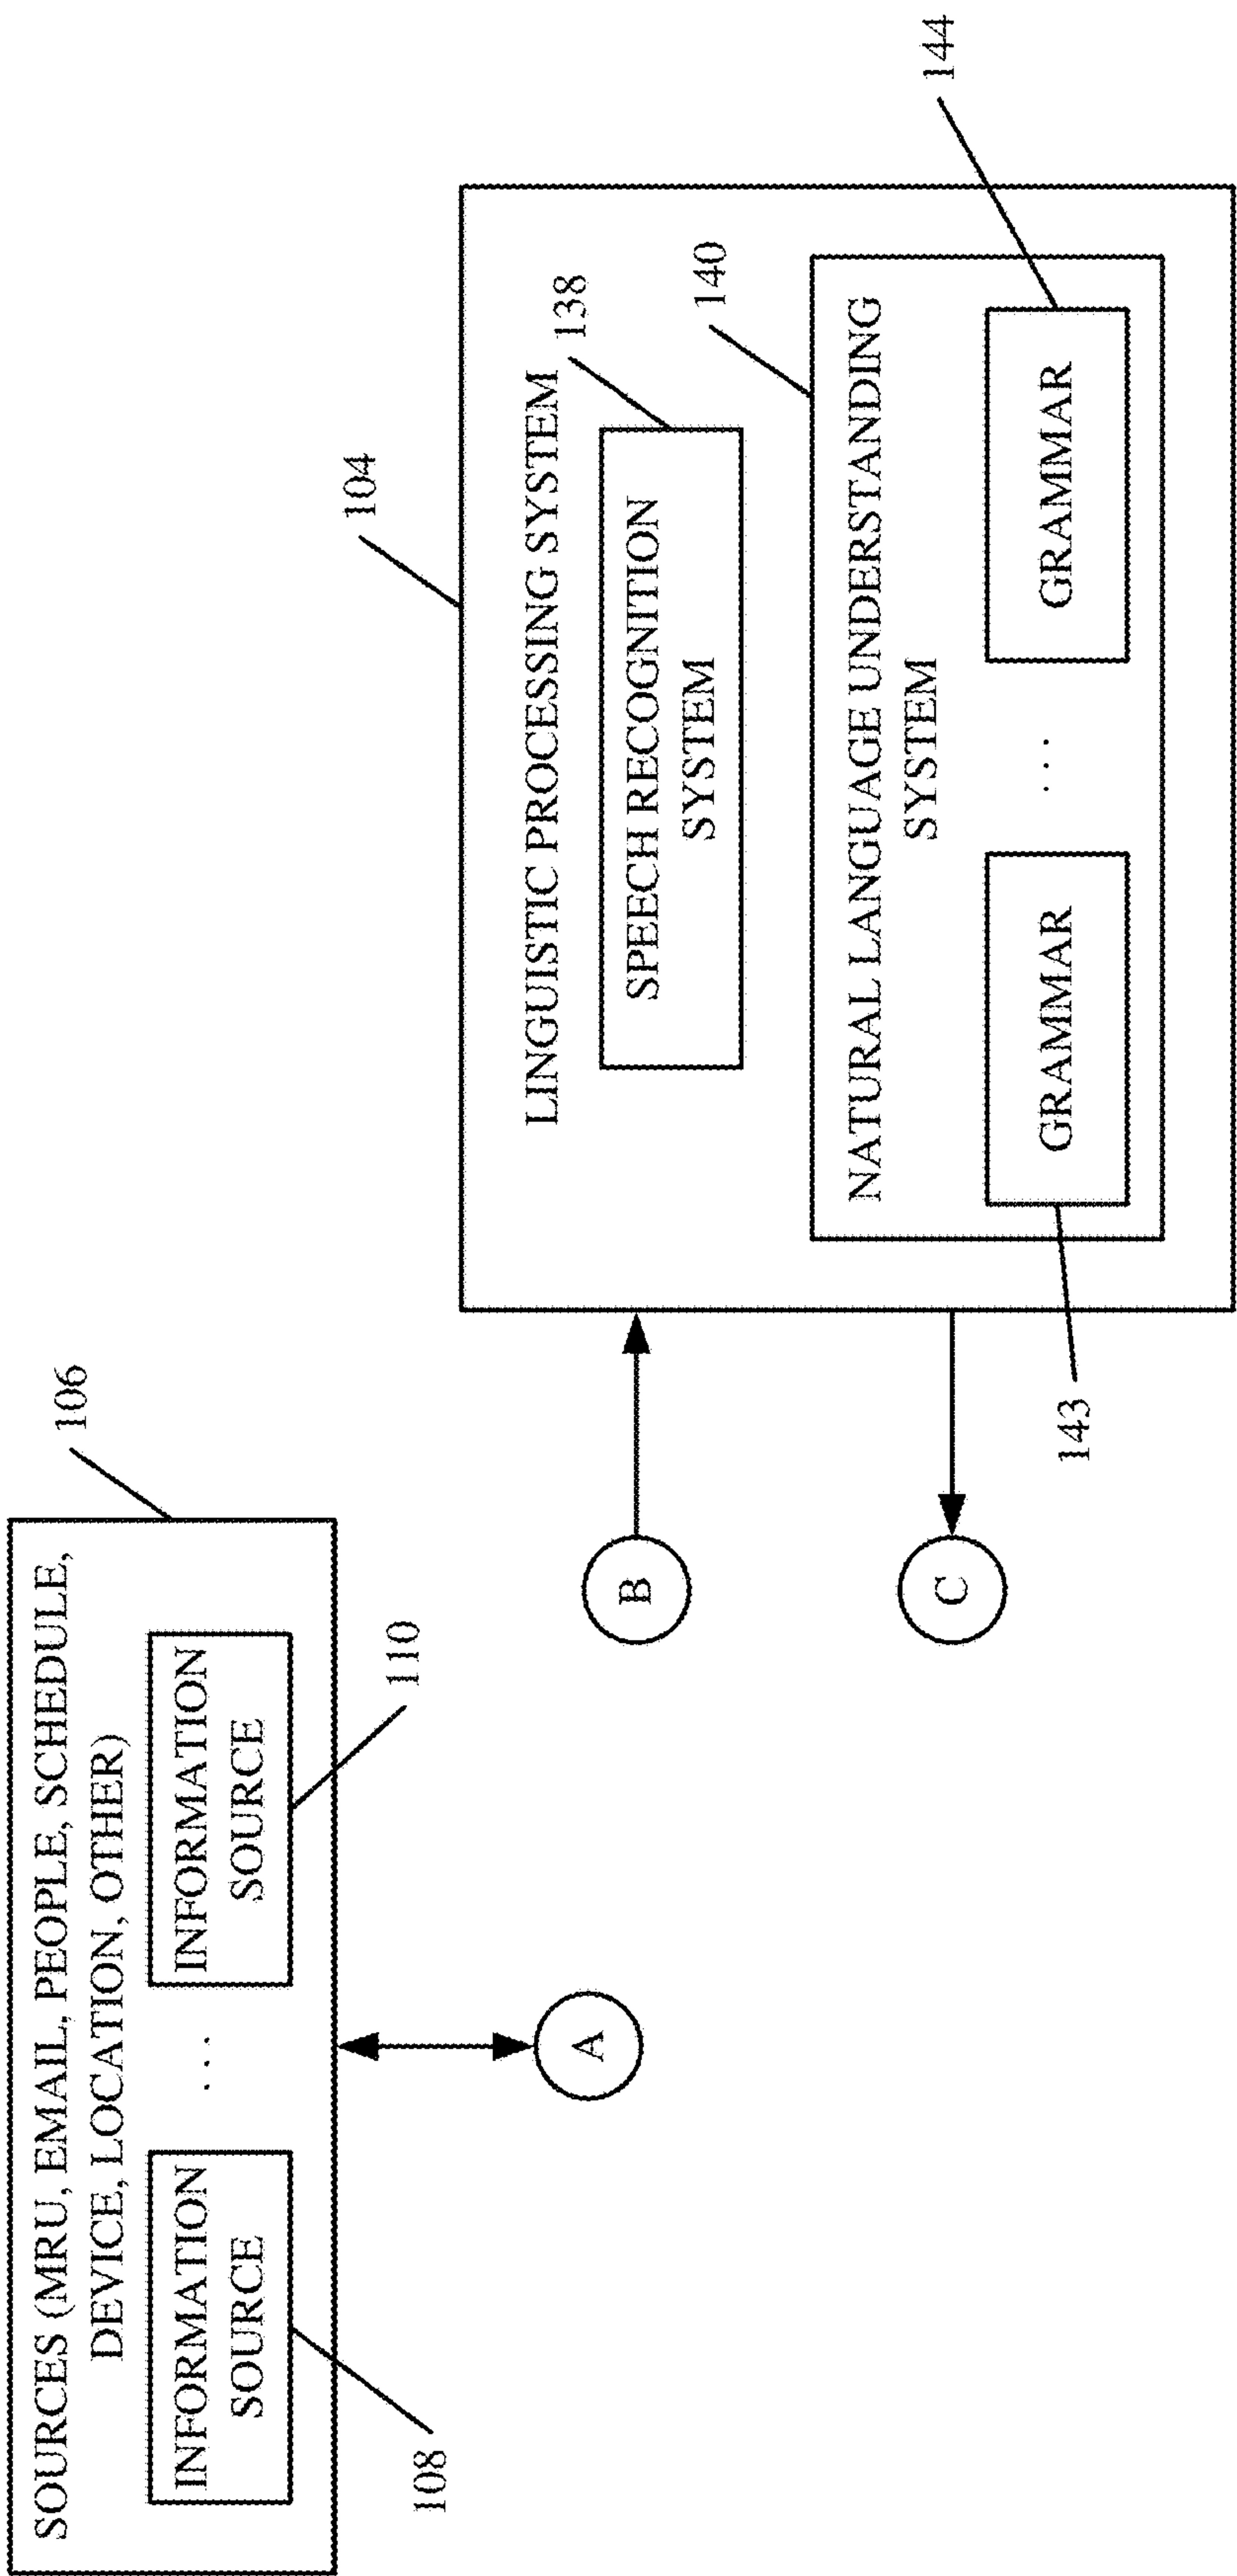 SOURCES (MRU, EMAIL, PEOPLE, SCHEDULE,
DEVICE, LOCATION, OTHER)
106
INFORMATION
SOURCE
. . .
INFORMATION
SOURCE
108
110
A
B
C
104
LINGUISTIC PROCESSING SYSTEM
138
SPEECH RECOGNITION
SYSTEM
140
NATURAL LANGUAGE UNDERSTANDING
SYSTEM
GRAMMAR
. . .
GRAMMAR
143
144